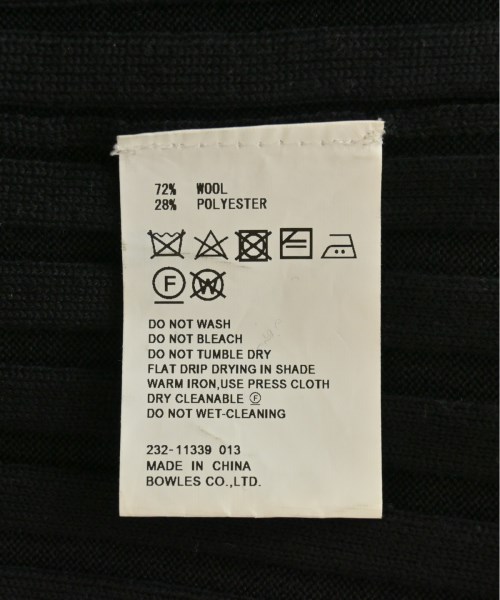 72% WOOL
28% POLYESTER
F W
DO NOT WASH
DO NOT BLEACH
DO NOT TUMBLE DRY
FLAT DRIP DRYING IN SHADE
WARM IRON,USE PRESS CLOTH
DRY CLEANABLE Ⓕ
DO NOT WET-CLEANING
232-11339 013
MADE IN CHINA
BOWLES CO.,LTD.